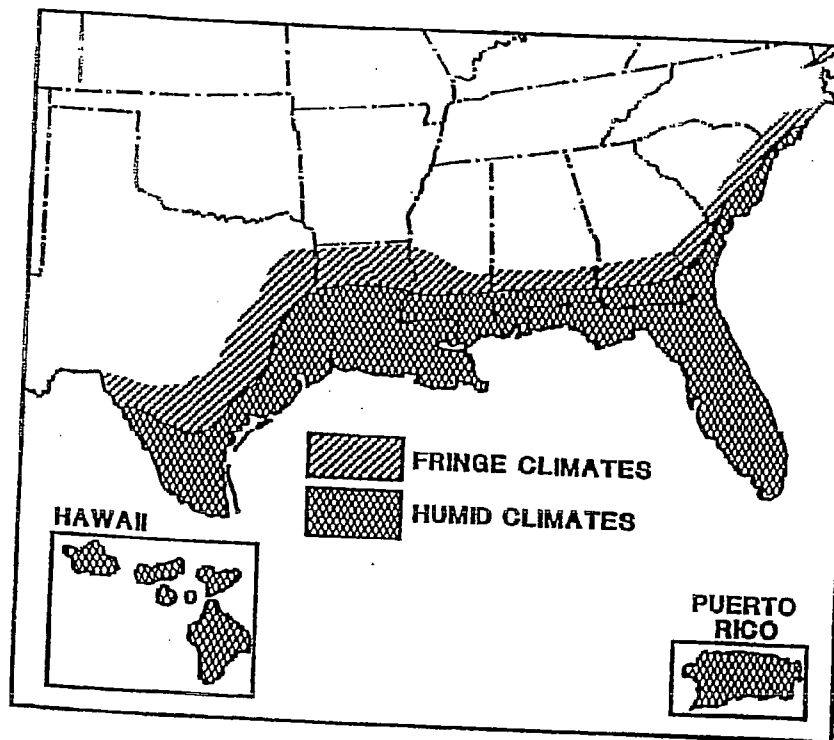 FRINGE CLIMATES
HUMID CLIMATES
HAWAII
PUERTO
RICO